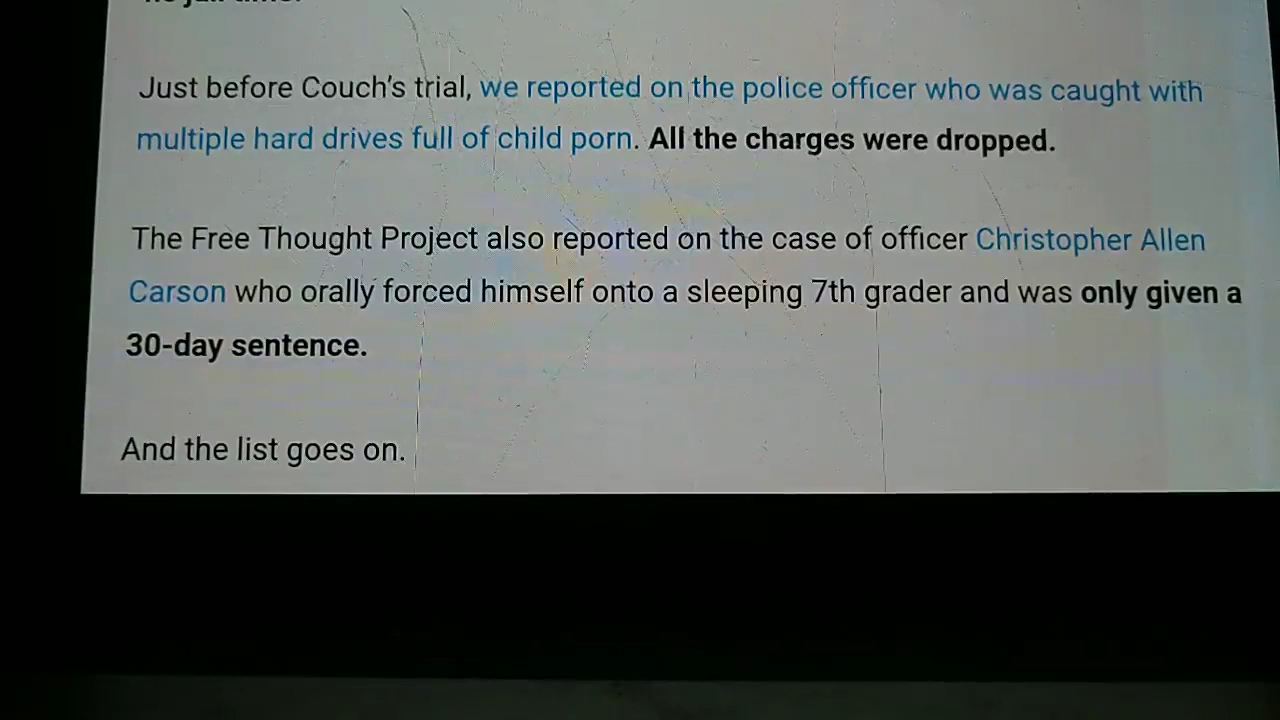 Just before Couch's trial, we reported on the police officer who was caught with
multiple hard drives full of child porn. All the charges were dropped.
The Free Thought Project also reported on the case of officer Christopher Allen
Carson who orally forced himself onto a sleeping 7th grader and was only given a
30-day sentence.
And the list goes on.